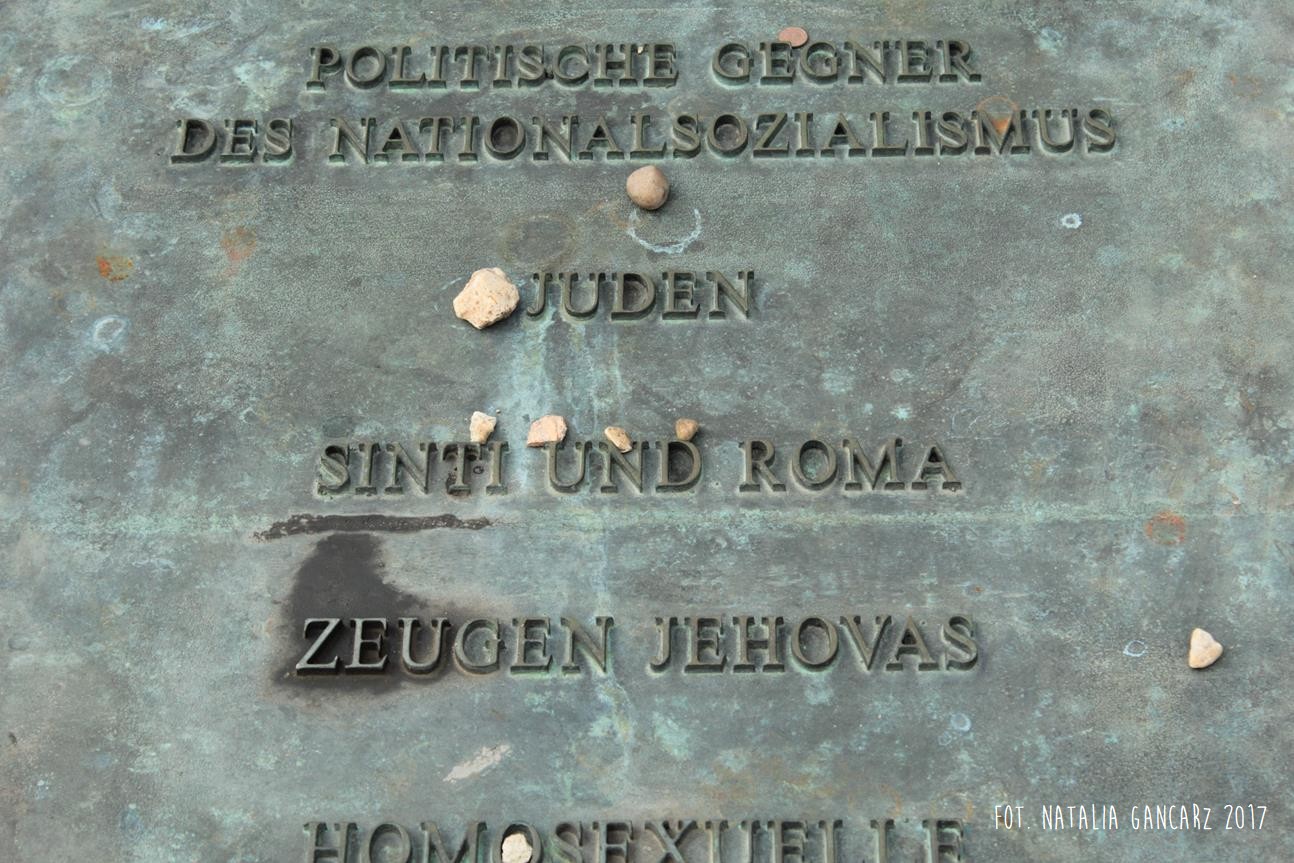 POLITISCHE GEGNER
DES NATIONALSOZIALISMUS
JUDEN
SINTI UND ROMA
ZEUGEN JEHOVAS
HOMOSEXUELLE
FOT. NATALIA GANCARZ 2017